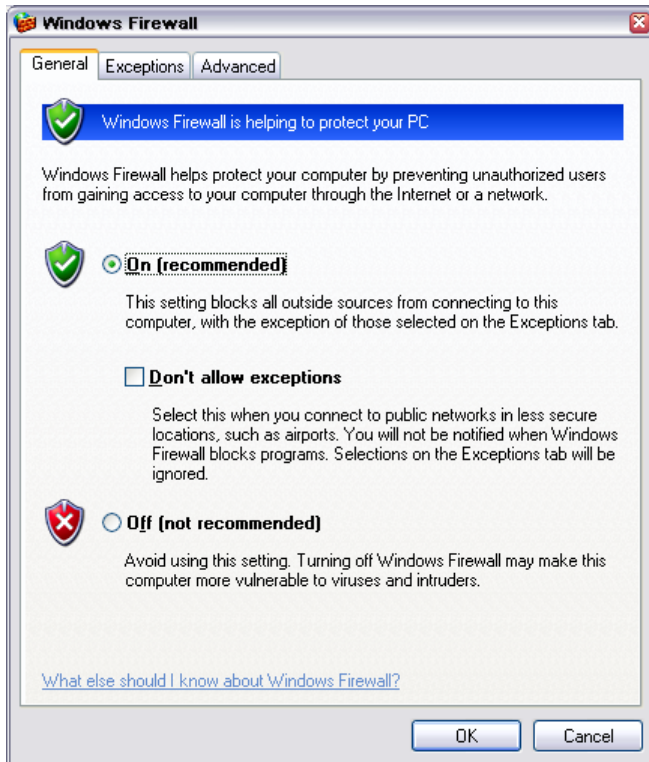 Windows Firewall
General Exceptions Advanced
Windows Firewall is helping to protect your PC
Windows Firewall helps protect your computer by preventing unauthorized users
from gaining access to your computer through the Internet or a network.
On (recommended)
This setting blocks all outside sources from connecting to this
computer, with the exception of those selected on the Exceptions tab.
Don't allow exceptions
Select this when you connect to public networks in less secure
locations, such as airports. You will not be notified when Windows
Firewall blocks programs. Selections on the Exceptions tab will be
ignored.
Off (not recommended)
Avoid using this setting. Turning off Windows Firewall may make this
computer more vulnerable to viruses and intruders.
What else should I know about Windows Firewall?
OK Cancel